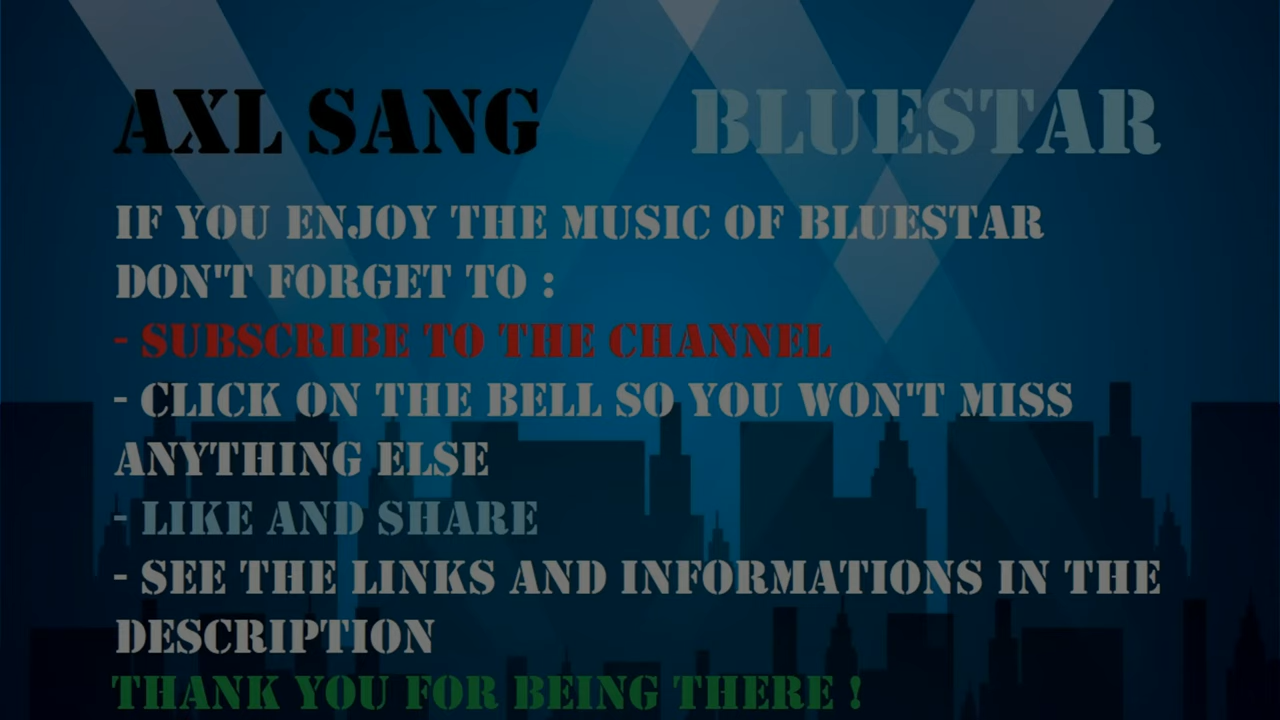 AXL SANG BLUESTAR
IF YOU ENJOY THE MUSIC OF BLUESTAR
DON'T FORGET TO :
- SUBSCRIBE TO THE CHANNEL
- CLICK ON THE BELL SO YOU WON'T MISS
ANYTHING ELSE
- LIKE AND SHARE
- SEE THE LINKS AND INFORMATIONS IN THE
DESCRIPTION
THANK YOU FOR BEING THERE !